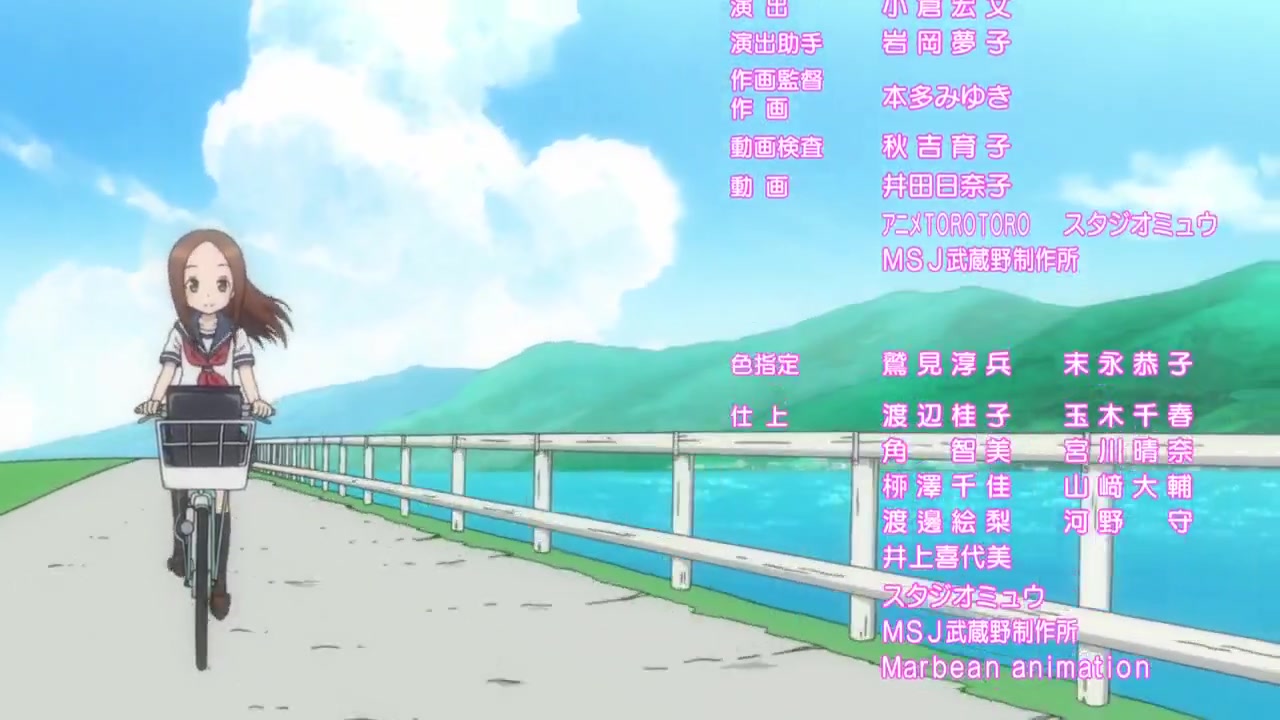 演出 小倉宏文
演出助手 岩岡夢子
作画監督
作画 本多みゆき
動画検査 秋吉育子
動画 井田日奈子
アニメTOROTORO スタジオミュウ
MSJ武蔵野制作所
色指定 鷲見淳兵 末永恭子
仕上 渡辺桂子 玉木千春
角 智美 宮川晴奈
栁澤千佳 山﨑大輔
渡邉絵梨 河野 守
井上喜代美
スタジオミュウ
MSJ武蔵野制作所
Marbean animation